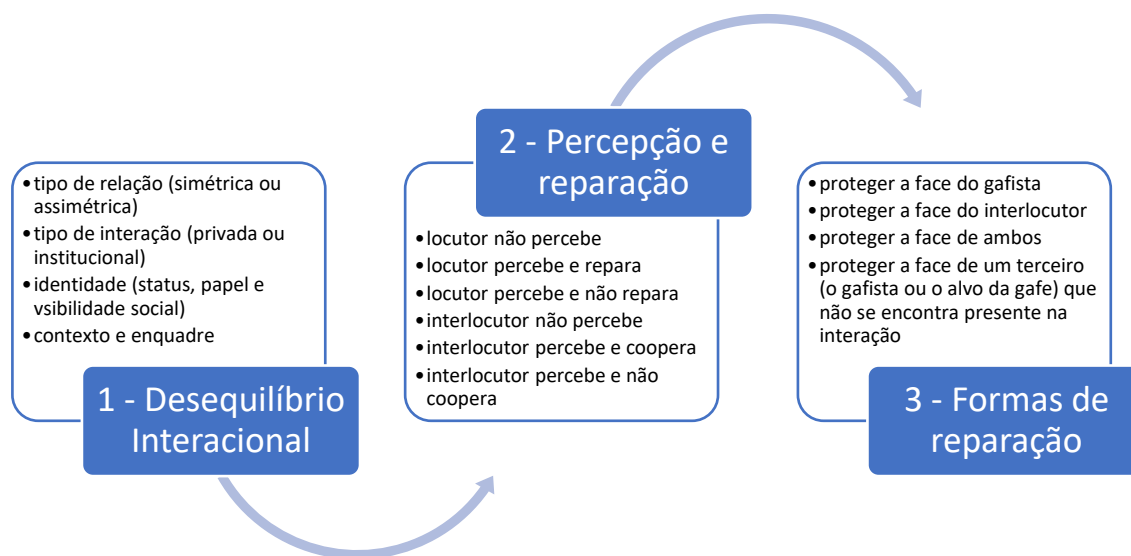 • tipo de relação (simétrica ou
assimétrica)
• tipo de interação (privada ou
institucional)
• identidade (status, papel e
vsibilidade social)
• contexto e enquadre
1 - Desequilíbrio
Interacional
2 - Percepção e
reparação
• locutor não percebe
• locutor percebe e repara
• locutor percebe e não repara
• interlocutor não percebe
• interlocutor percebe e coopera
• interlocutor percebe e não
coopera
• proteger a face do gafista
• proteger a face do interlocutor
• proteger a face de ambos
• proteger a face de um terceiro
(o gafista ou o alvo da gafe) que
não se encontra presente na
interação
3 - Formas de
reparação